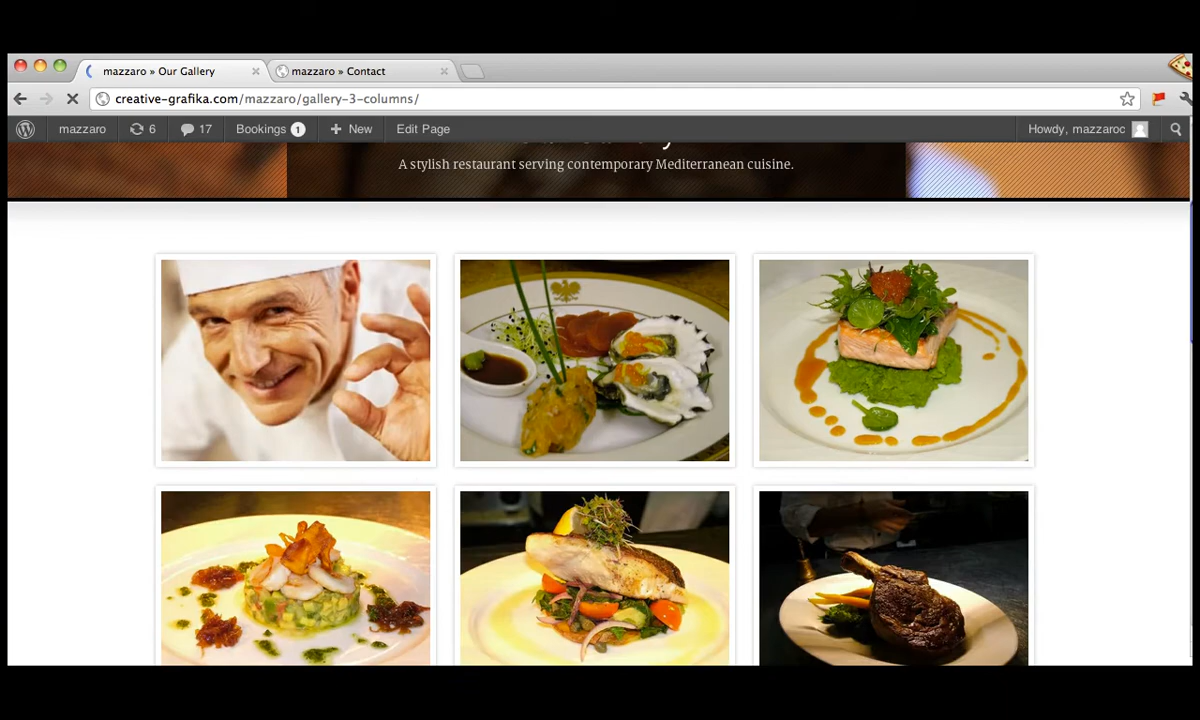 mazzaro » Our Gallery
mazzaro » Contact
creative-grafika.com/mazzaro/gallery-3-columns/
mazzaro 6 17 Bookings 1 New Edit Page Howdy, mazzaroc
A stylish restaurant serving contemporary Mediterranean cuisine.